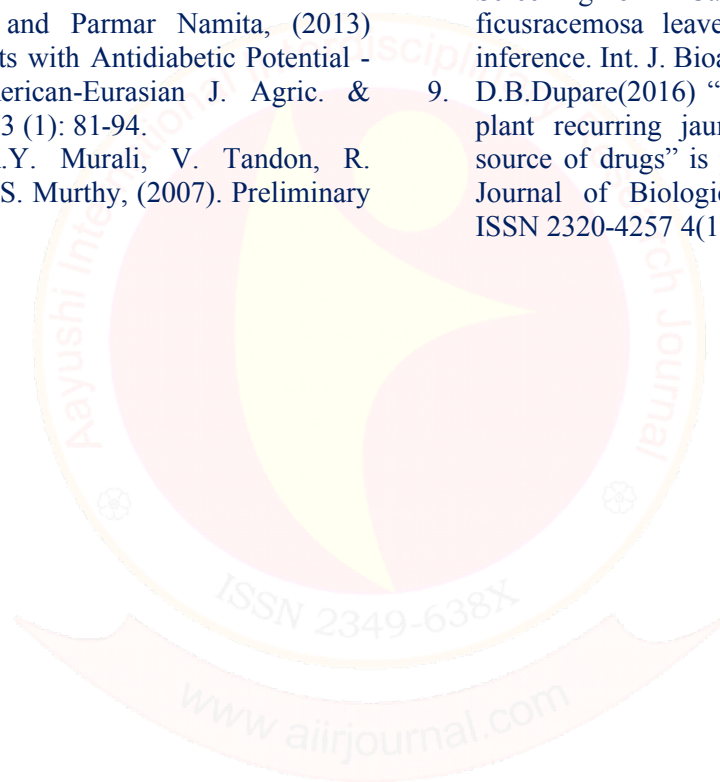 and Parmar Namita, (2013)
ts with Antidiabetic Potential -
erican-Eurasian J. Agric. &
3 (1): 81-94.
.Y. Murali, V. Tandon, R.
S. Murthy, (2007). Preliminary
ficusracemosa leave
inference. Int. J. Bioa
9. D.B.Dupare(2016) “
plant recurring jaur
source of drugs” is
Journal of Biologic
ISSN 2320-4257 4(1
Aayushi International Interdisciplinary Research Journal
ISSN 2349-638X
www.aiirjournal.com